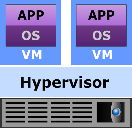 APP APP
OS OS
VM VM
Hypervisor